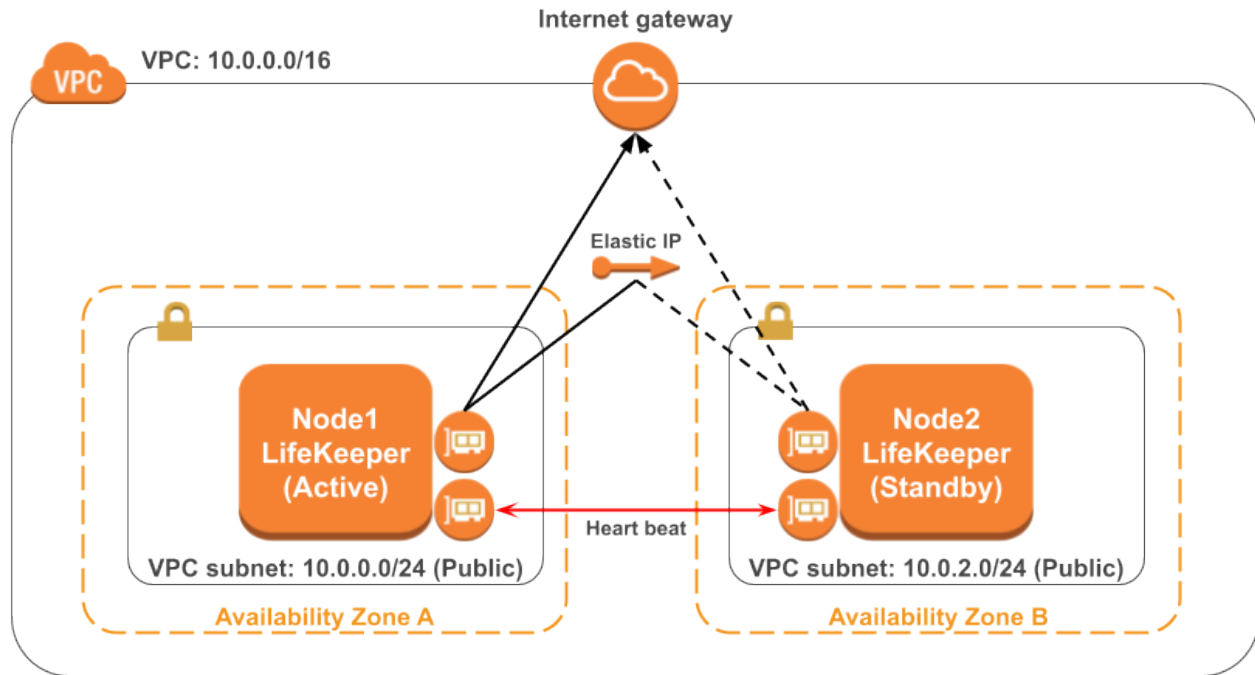 Internet gateway
VPC: 10.0.0.0/16
VPC
Elastic IP
Node1
LifeKeeper
(Active)
Node2
LifeKeeper
(Standby)
Heart beat
VPC subnet: 10.0.0.0/24 (Public)
VPC subnet: 10.0.2.0/24 (Public)
Availability Zone A
Availability Zone B